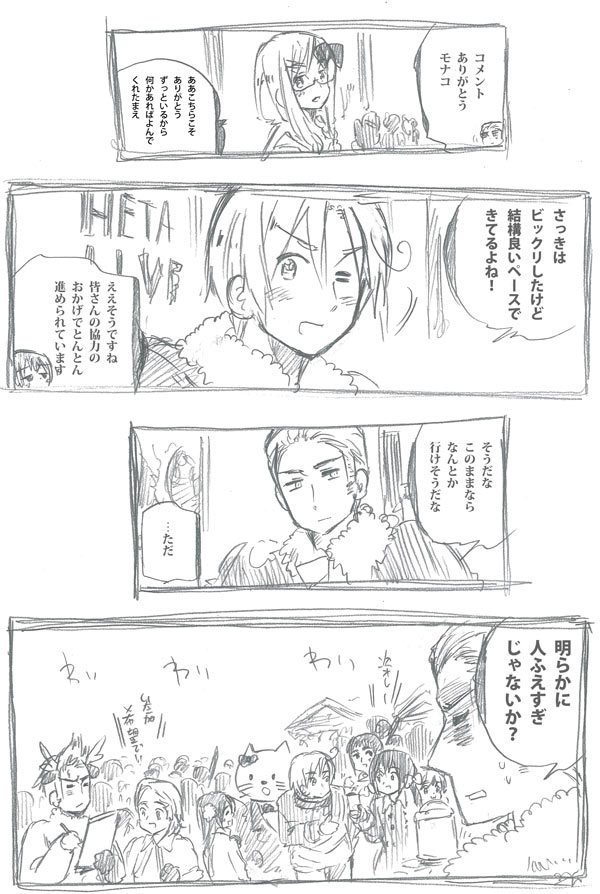 コメント
ありがとう
モナコ
ああこちらこそ
ありがとう
ずっといるから
何かあればよんで
くれたまえ
さっきは
ビックリしたけど
結構良いペースで
きてるよね！
HETA
LIVE
ええそうですね
皆さんの協力の
おかげでとんとん
進められています
そうだな
このままなら
なんとか
行けそうだな
…ただ
明らかに
人ふえすぎ
じゃないか？
わい
わい
わい